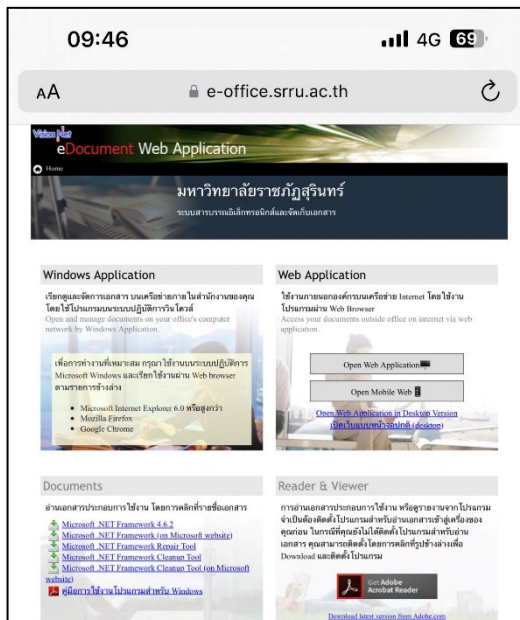 09:46
4G 69
AA e-office.srru.ac.th
Vision Net
eDocument Web Application
Home
มหาวิทยาลัยราชภัฏสุรินทร์
ระบบสารบรรณอิเล็กทรอนิกส์และจัดเก็บเอกสาร
Windows Application
เรียกดูและจัดการเอกสาร บนเครือข่ายภายในสำนักงานของคุณ
โดยใช้โปรแกรมบนระบบปฏิบัติการวินโดวส์
Open and manage documents on your office's computer
network by Windows Application.
เพื่อการทำงานที่เหมาะสม กรุณาใช้งานบนระบบปฏิบัติการ
Microsoft Windows และเรียกใช้งานผ่าน Web browser
ตามรายการข้างล่าง
Microsoft Internet Explorer 6.0 หรือสูงกว่า
Mozilla Firefox
Google Chrome
Web Application
ใช้งานภายนอกองค์กรบนเครือข่าย Internet โดยใช้งาน
โปรแกรมผ่าน Web Browser
Access your documents outside office on internet via web
application.
Open Web Application
Open Mobile Web
Open Web Application in Desktop Version
เปิดเว็บแบบหน้าจอปกติ (desktop)
Documents
อ่านเอกสารประกอบการใช้งาน โดยการคลิกที่รายชื่อเอกสาร
Microsoft .NET Framework 4.6.2
Microsoft .NET Framework (on Microsoft website)
Microsoft .NET Framework Repair Tool
Microsoft .NET Framework Cleanup Tool
Microsoft .NET Framework Cleanup Tool (on Microsoft
website)
คู่มือการใช้งานโปรแกรมสำหรับ Windows
Reader & Viewer
การอ่านเอกสารประกอบการใช้งาน หรือดูรายงานจากโปรแกรม
จำเป็นต้องติดตั้งโปรแกรมสำหรับอ่านเอกสารเข้าสู่เครื่องของ
คุณก่อน ในกรณีที่คุณยังไม่ได้ติดตั้งโปรแกรมสำหรับอ่าน
เอกสาร คุณสามารถติดตั้งโดยการคลิกที่รูปข้างล่างเพื่อ
Download และติดตั้งโปรแกรม
Get Adobe
Acrobat Reader
Download latest version from Adobe.com